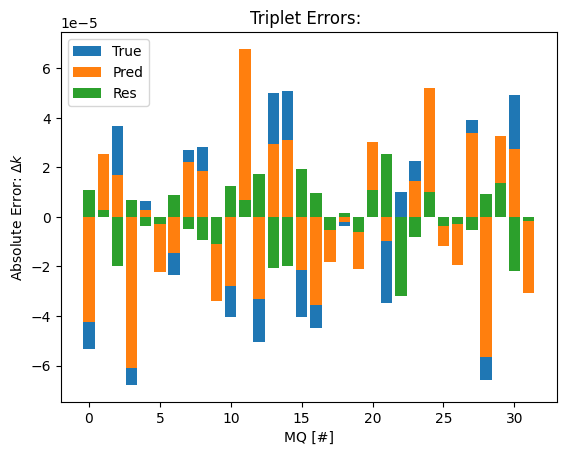 Triplet Errors:
1e−5
True
Pred
Res
6
4
2
0
−2
−4
−6
Absolute Error: Δk
0 5 10 15 20 25 30
MQ [#]